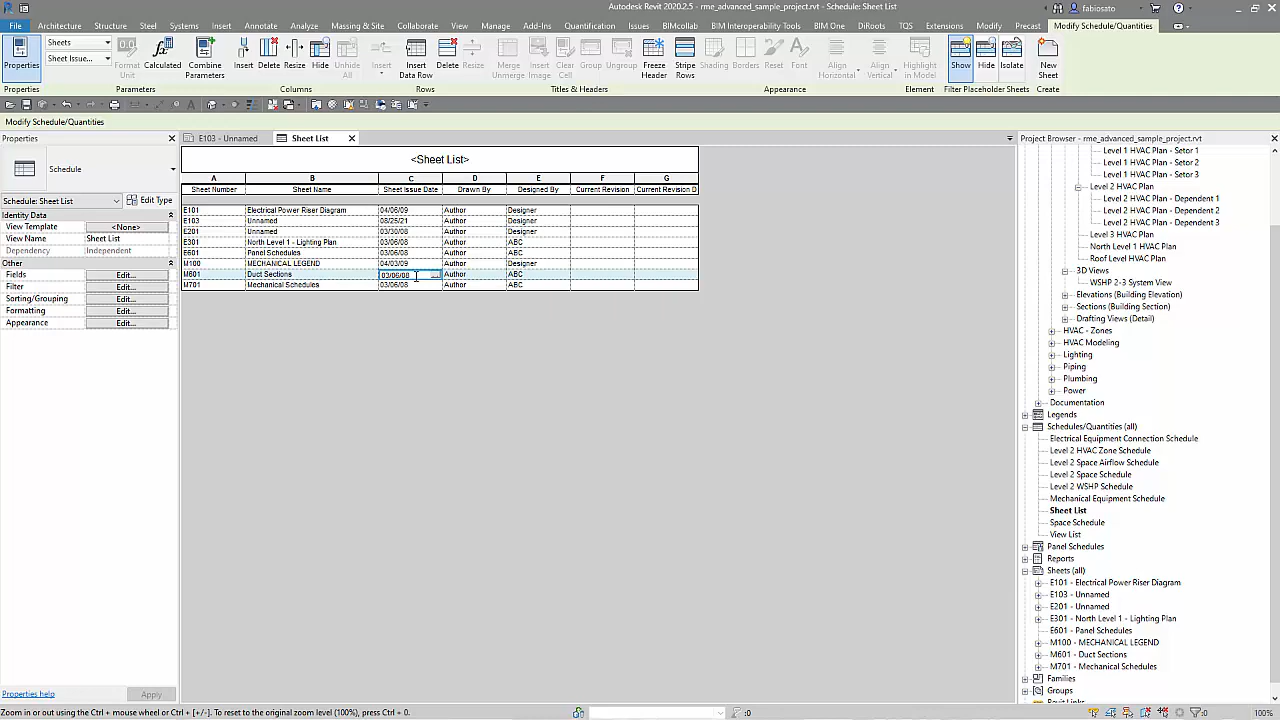 Autodesk Revit 2020.2.5 - rme_advanced_sample_project.rvt - Schedule: Sheet List
fabiosato
File Architecture Structure Steel Systems Insert Annotate Analyze Massing & Site Collaborate View Manage Add-Ins Quantification Issues BIMcollab BIM Interoperability Tools BIM One DiRoots TQS Extensions Modify Precast Modify Schedule/Quantities
Sheets
Sheet Issue...
Properties
Format Unit
Calculated
Combine Parameters
Insert
Delete
Resize
Hide
Unhide All
Insert
Insert Data Row
Delete
Resize
Merge Unmerge
Insert Image
Clear Cell
Group
Ungroup
Freeze Header
Stripe Rows
Shading
Borders
Reset
Font
Align Horizontal
Align Vertical
Highlight in Model
Show
Hide
Isolate
New Sheet
Properties Parameters Columns Rows Titles & Headers Appearance Element Filter Placeholder Sheets Create
Modify Schedule/Quantities
Properties
Schedule
Schedule: Sheet List
Edit Type
Identity Data
View Template <None>
View Name Sheet List
Dependency Independent
Other
Fields Edit...
Filter Edit...
Sorting/Grouping Edit...
Formatting Edit...
Appearance Edit...
Properties help
Apply
E103 - Unnamed
Sheet List
<Sheet List>
A B C D E F G
Sheet Number Sheet Name Sheet Issue Date Drawn By Designed By Current Revision Current Revision D
E101 Electrical Power Riser Diagram 04/06/09 Author Designer
E103 Unnamed 08/25/21 Author Designer
E201 Unnamed 03/30/08 Author Designer
E301 North Level 1 - Lighting Plan 03/06/08 Author ABC
E601 Panel Schedules 03/06/08 Author ABC
M100 MECHANICAL LEGEND 04/03/09 Author Designer
M601 Duct Sections 03/06/08 Author ABC
M701 Mechanical Schedules 03/06/08 Author ABC
Project Browser - rme_advanced_sample_project.rvt
Level 1 HVAC Plan - Setor 1
Level 1 HVAC Plan - Setor 2
Level 1 HVAC Plan - Setor 3
Level 2 HVAC Plan
Level 2 HVAC Plan - Dependent 1
Level 2 HVAC Plan - Dependent 2
Level 2 HVAC Plan - Dependent 3
Level 3 HVAC Plan
North Level 1 HVAC Plan
Roof Level HVAC Plan
3D Views
WSHP 2-3 System View
Elevations (Building Elevation)
Sections (Building Section)
Drafting Views (Detail)
HVAC - Zones
HVAC Modeling
Lighting
Piping
Plumbing
Power
Documentation
Legends
Schedules/Quantities (all)
Electrical Equipment Connection Schedule
Level 2 HVAC Zone Schedule
Level 2 Space Airflow Schedule
Level 2 Space Schedule
Level 2 WSHP Schedule
Mechanical Equipment Schedule
Sheet List
Space Schedule
View List
Panel Schedules
Reports
Sheets (all)
E101 - Electrical Power Riser Diagram
E103 - Unnamed
E201 - Unnamed
E301 - North Level 1 - Lighting Plan
E601 - Panel Schedules
M100 - MECHANICAL LEGEND
M601 - Duct Sections
M701 - Mechanical Schedules
Families
Groups
Revit Links
Zoom in or out using the Ctrl + mouse wheel or Ctrl + [+/-]. To reset to the original zoom level (100%), press Ctrl + 0.
:0
:0
100%